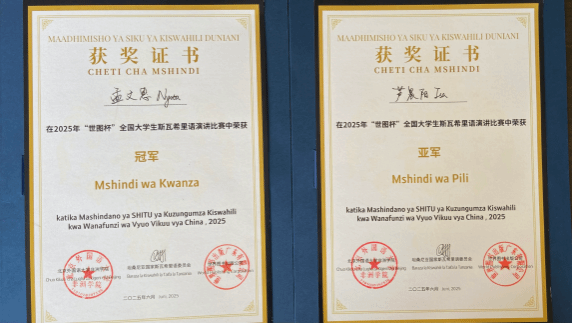 MAADHIMISHO YA SIKU YA KISWAHILI DUNIANI
获奖证书
CHETI CHA MSHINDI
孟文恩
在2025年“世图杯”全国大学生斯瓦希里语演讲比赛中荣获
冠军
Mshindi wa Kwanza
katika Mashindano ya SHITU ya Kuzungumza Kiswahili
kwa Wanafunzi wa Vyuo Vikuu vya China , 2025
二〇二五年六月 Juni, 2025
MAADHIMISHO YA SIKU YA KISWAHILI DUNIANI
获奖证书
CHETI CHA MSHINDI
在2025年“世图杯”全国大学生斯瓦希里语演讲比赛中荣获
亚军
Mshindi wa Pili
katika Mashindano ya SHITU ya Kuzungumza Kiswahili
kwa Wanafunzi wa Vyuo Vikuu vya China , 2025
二〇二五年六月 Juni, 2025